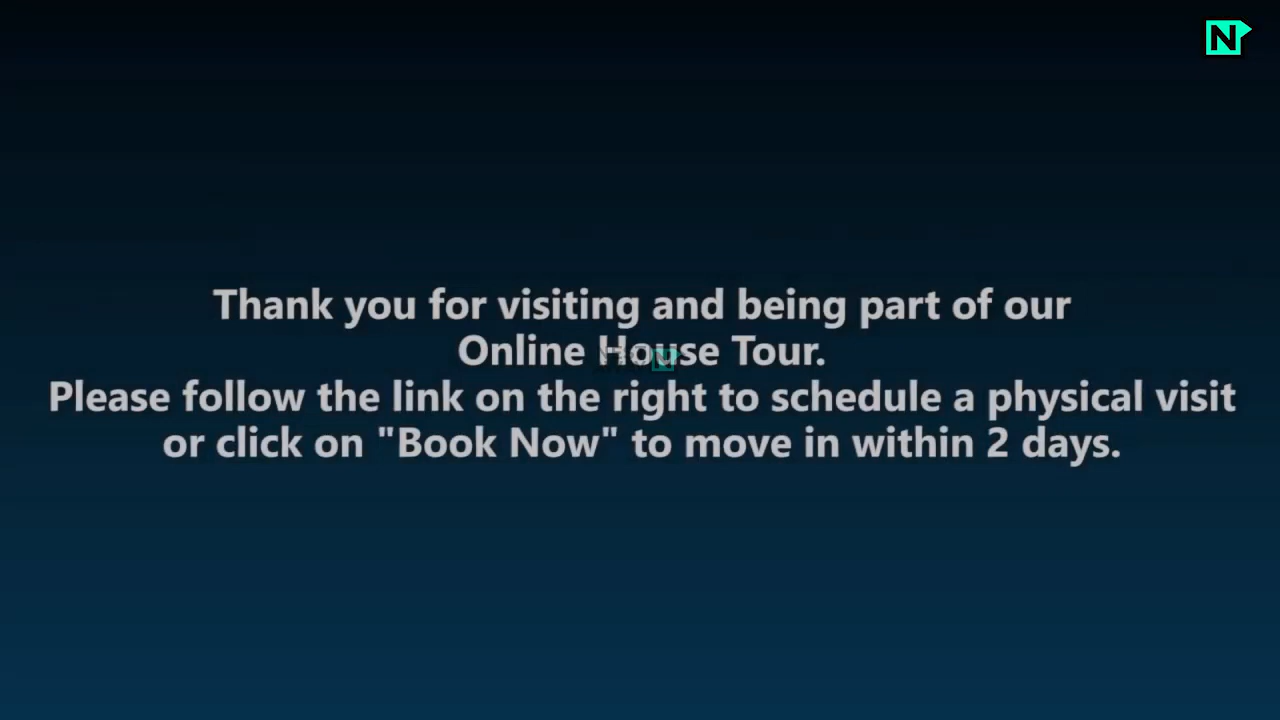 N
Thank you for visiting and being part of our
Online House Tour.
Please follow the link on the right to schedule a physical visit
or click on "Book Now" to move in within 2 days.